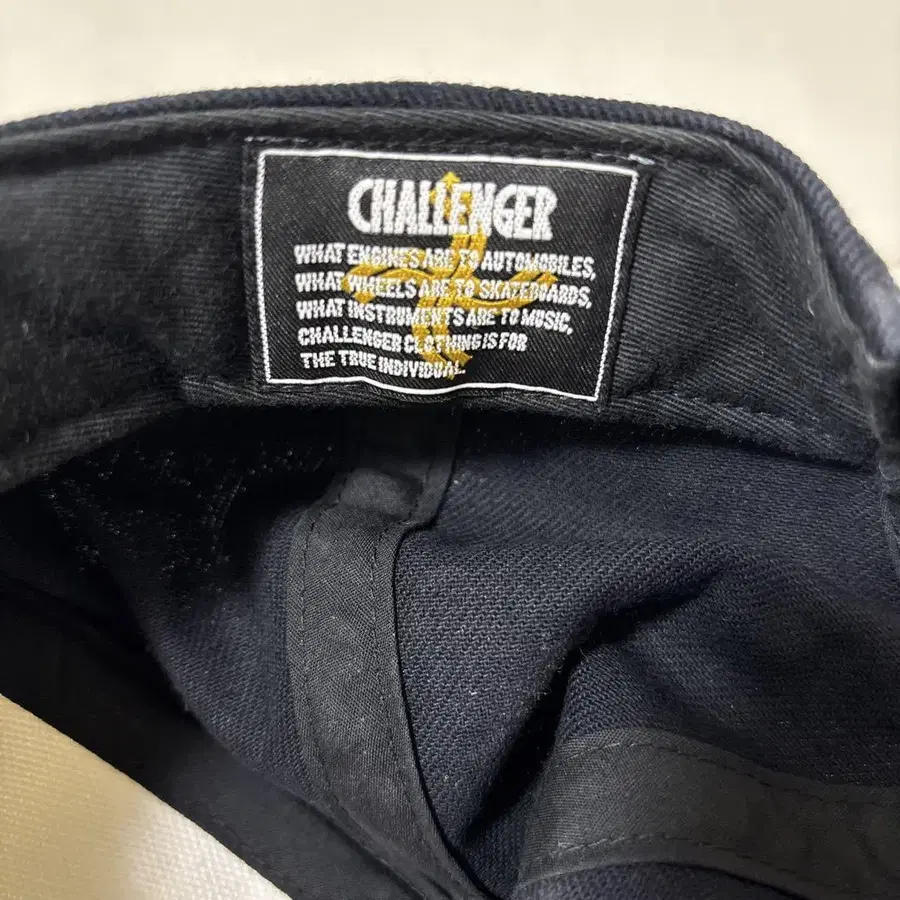 CHALLENGER
WHAT ENGINES ARE TO AUTOMOBILES,
WHAT WHEELS ARE TO SKATEBOARDS,
WHAT INSTRUMENTS ARE TO MUSIC,
CHALLENGER CLOTHING IS FOR
THE TRUE INDIVIDUAL.